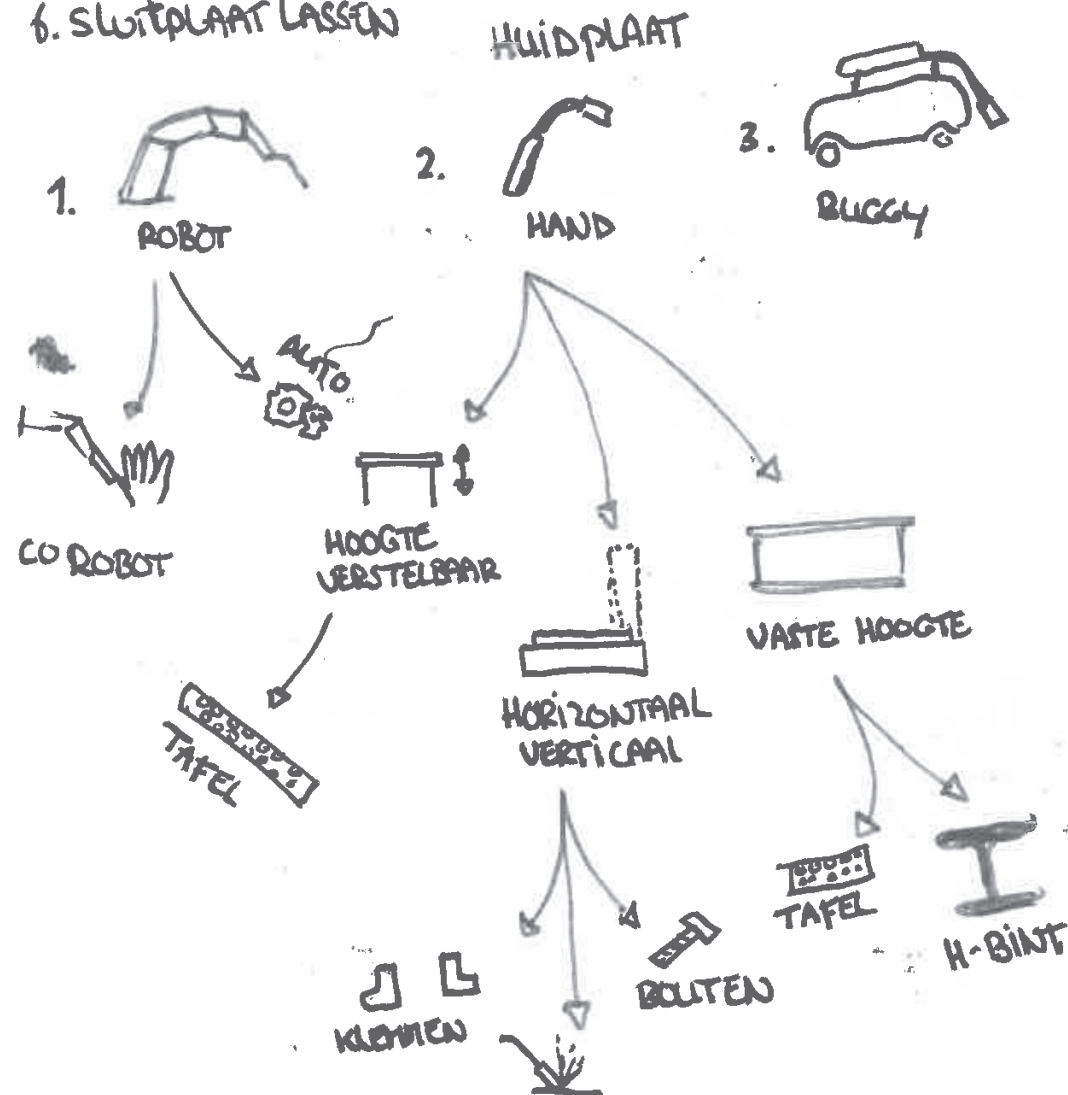 6. SLUITPLAAT LASSEN
HUIDPLAAT
1.
ROBOT
2.
HAND
3.
BUGGY
AUTO
CO ROBOT
HOOGTE
VERSTELBAAR
TAFEL
HORIZONTAAL
VERTICAAL
VASTE HOOGTE
TAFEL
H-BINT
KLEMMEN
BOUTEN